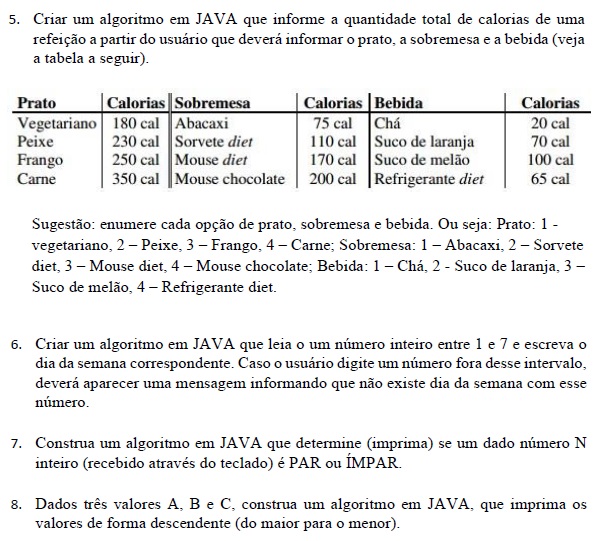 5. Criar um algoritmo em JAVA que informe a quantidade total de calorias de uma
refeição a partir do usuário que deverá informar o prato, a sobremesa e a bebida (veja
a tabela a seguir).
Prato Calorias Sobremesa Calorias Bebida Calorias
Vegetariano 180 cal Abacaxi 75 cal Chá 20 cal
Peixe 230 cal Sorvete diet 110 cal Suco de laranja 70 cal
Frango 250 cal Mouse diet 170 cal Suco de melão 100 cal
Carne 350 cal Mouse chocolate 200 cal Refrigerante diet 65 cal
Sugestão: enumere cada opção de prato, sobremesa e bebida. Ou seja: Prato: 1 -
vegetariano, 2 – Peixe, 3 – Frango, 4 – Carne; Sobremesa: 1 – Abacaxi, 2 – Sorvete
diet, 3 – Mouse diet, 4 – Mouse chocolate; Bebida: 1 – Chá, 2 - Suco de laranja, 3 –
Suco de melão, 4 – Refrigerante diet.
6. Criar um algoritmo em JAVA que leia o um número inteiro entre 1 e 7 e escreva o
dia da semana correspondente. Caso o usuário digite um número fora desse intervalo,
deverá aparecer uma mensagem informando que não existe dia da semana com esse
número.
7. Construa um algoritmo em JAVA que determine (imprima) se um dado número N
inteiro (recebido através do teclado) é PAR ou ÍMPAR.
8. Dados três valores A, B e C, construa um algoritmo em JAVA, que imprima os
valores de forma descendente (do maior para o menor).